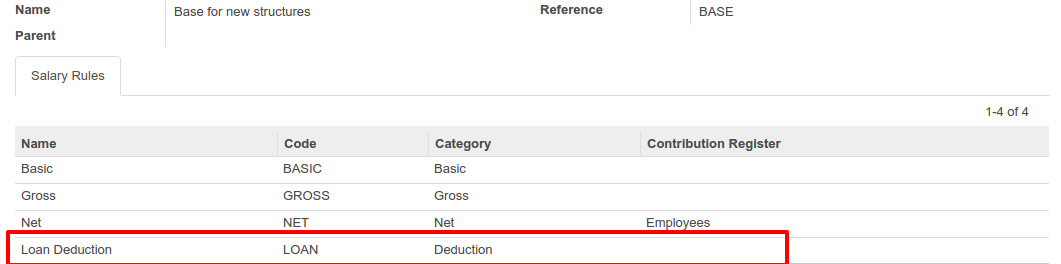 Name Base for new structures Reference BASE
Parent
Salary Rules
1-4 of 4
Name Code Category Contribution Register
Basic BASIC Basic
Gross GROSS Gross
Net NET Net Employees
Loan Deduction LOAN Deduction